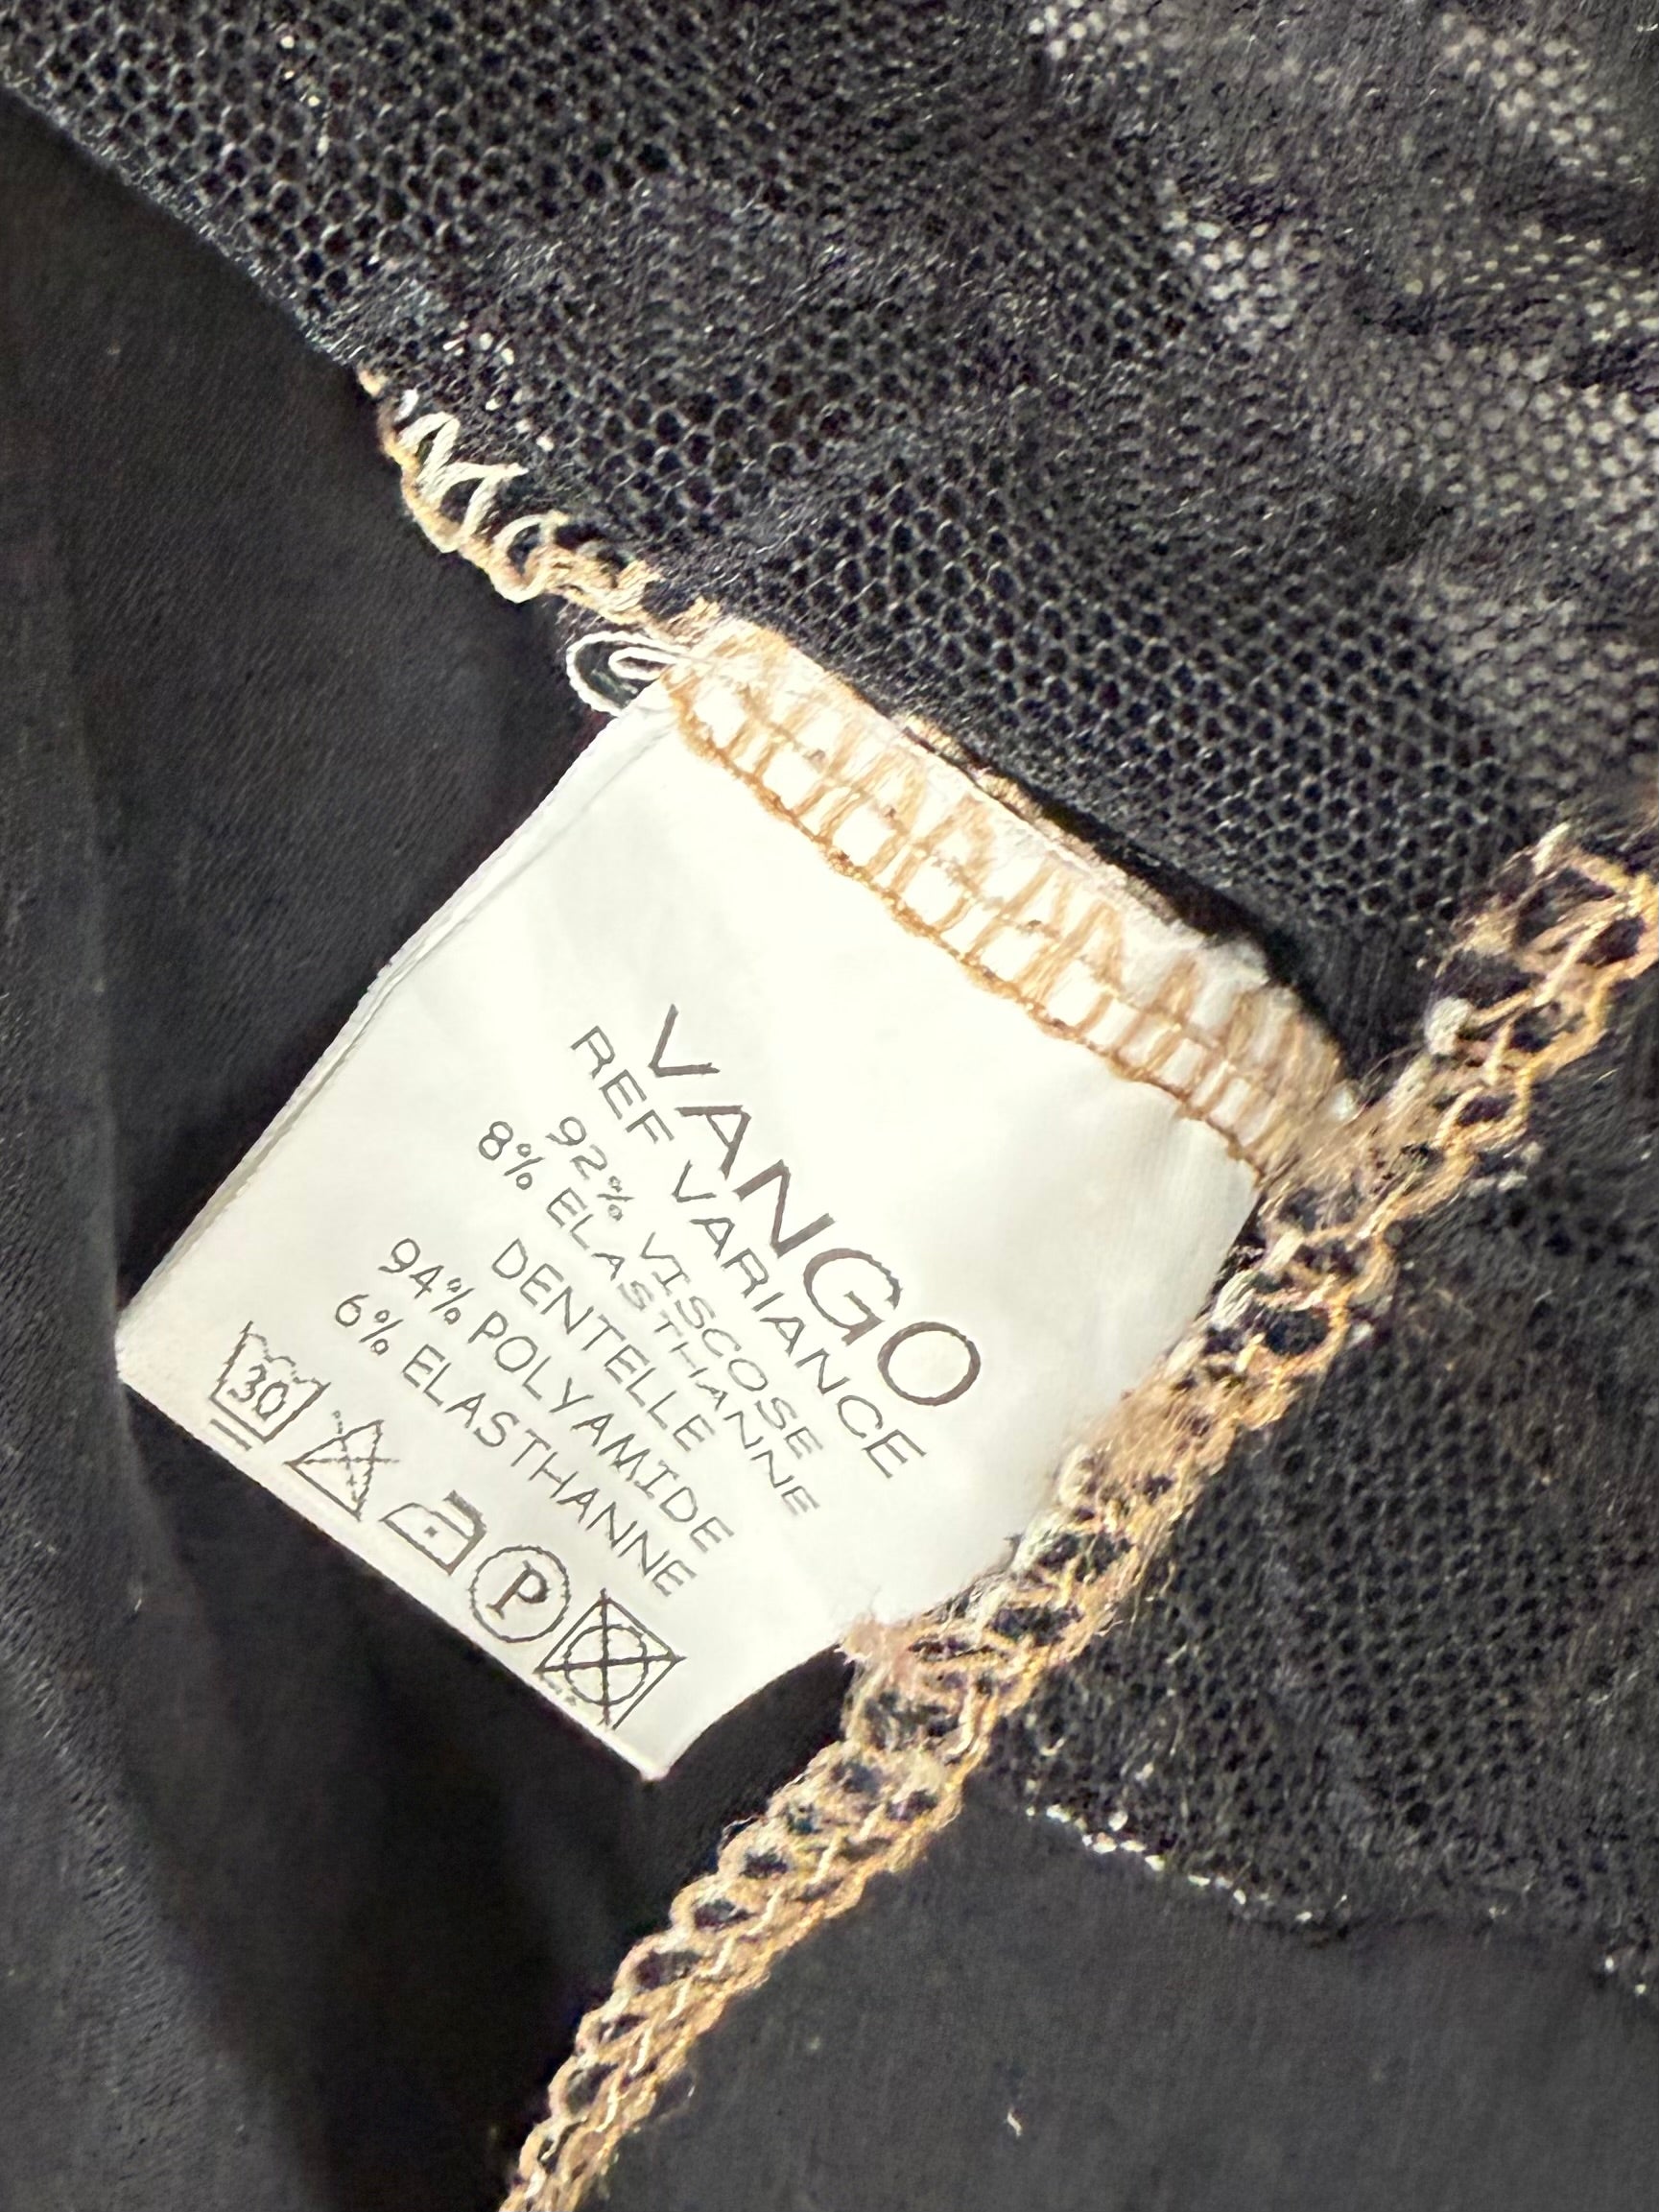 VANGO
REF VARIANCE
92% VISCOSE
8% ELASTHANNE
DENTELLE
94% POLYAMIDE
6% ELASTHANNE
30 P